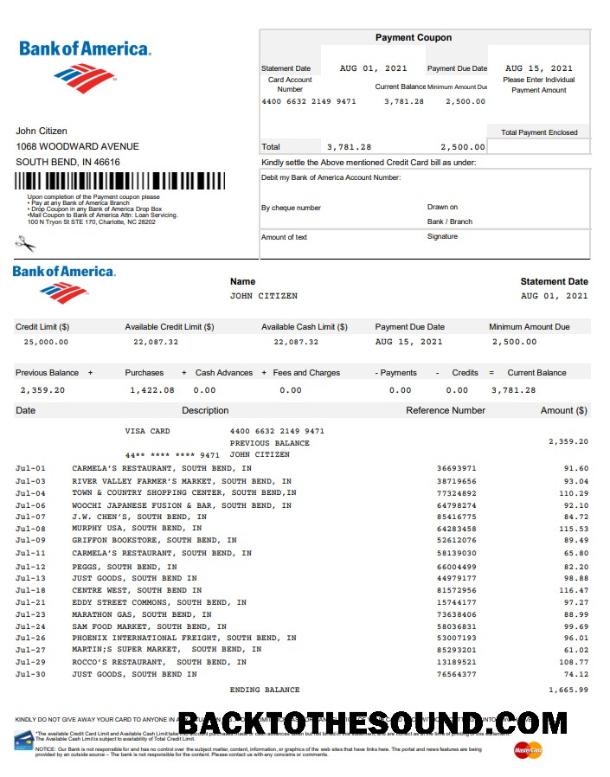 Bank of America.
Payment Coupon
Statement Date AUG 01, 2021 Payment Due Date AUG 15, 2021
Card Account Number Current Balance Minimum Amount Due Please Enter Individual Payment Amount
4400 6632 2149 9471 3,781.28 2,500.00
Total Payment Enclosed
Total 3,781.28 2,500.00
John Citizen
1068 WOODWARD AVENUE
SOUTH BEND, IN 46616
Upon completion of the Payment coupon please
• Pay at any Bank of America Branch
• Drop Coupon in any Bank of America Drop Box
•Mail Coupon to Bank of America Attn: Loan Servicing.
100 N Tryon St STE 170, Charlotte, NC 28202
Kindly settle the Above mentioned Credit Card bill as under:
Debit my Bank of America Account Number:
By cheque number Drawn on
Bank / Branch
Amount of text Signature
Bank of America.
Name Statement Date
JOHN CITIZEN AUG 01, 2021
Credit Limit ($) Available Credit Limit ($) Available Cash Limit ($) Payment Due Date Minimum Amount Due
25,000.00 22,087.32 22,087.32 AUG 15, 2021 2,500.00
Previous Balance + Purchases + Cash Advances + Fees and Charges - Payments - Credits = Current Balance
2,359.20 1,422.08 0.00 0.00 0.00 0.00 3,781.28
Date Description Reference Number Amount ($)
VISA CARD 4400 6632 2149 9471
PREVIOUS BALANCE 2,359.20
44** **** **** 9471 JOHN CITIZEN
Jul-01 CARMELA'S RESTAURANT, SOUTH BEND, IN 36693971 91.60
Jul-03 RIVER VALLEY FARMER'S MARKET, SOUTH BEND, IN 38719656 93.04
Jul-04 TOWN & COUNTRY SHOPPING CENTER, SOUTH BEND,IN 77324892 110.29
Jul-06 WOOCHI JAPANESE FUSION & BAR, SOUTH BEND, IN 64798274 92.10
Jul-07 J.W. CHEN'S, SOUTH BEND, IN 85416775 84.72
Jul-08 MURPHY USA, SOUTH BEND, IN 64283458 115.53
Jul-09 GRIFFON BOOKSTORE, SOUTH BEND, IN 52612076 89.49
Jul-11 CARMELA'S RESTAURANT, SOUTH BEND, IN 58139030 65.80
Jul-12 PEGGS, SOUTH BEND, IN 66004499 82.20
Jul-13 JUST GOODS, SOUTH BEND IN 44979177 98.88
Jul-18 CENTRE WEST, SOUTH BEND, IN 81572956 116.47
Jul-21 EDDY STREET COMMONS, SOUTH BEND, IN 15744177 97.27
Jul-23 MARATHON GAS, SOUTH BEND, IN 73638406 88.99
Jul-24 SAM FOOD MARKET, SOUTH BEND, IN 58036831 99.69
Jul-26 PHOENIX INTERNATIONAL FREIGHT, SOUTH BEND, IN 53007193 96.01
Jul-27 MARTIN;S SUPER MARKET, SOUTH BEND, IN 85293201 61.02
Jul-29 ROCCO'S RESTAURANT, SOUTH BEND, IN 13189521 108.77
Jul-30 JUST GOODS, SOUTH BEND, IN 76564377 74.12
ENDING BALANCE 1,665.99
KINDLY DO NOT GIVE AWAY YOUR CARD TO ANYONE IN
BACKTOTHESOUND.COM
*The available Credit Card Limit and Available Cash Limit
The Available Cash Limit is subject to availability of Total Credit Limit.
NOTICE: Our Bank is not responsible for and has no control over the subject matter, content, information, or graphics of the web sites that have links here. The portal and news features are being
provided by an outside source – The bank is not responsible for the content. Please contact us with any concerns or comments.
MasterCard